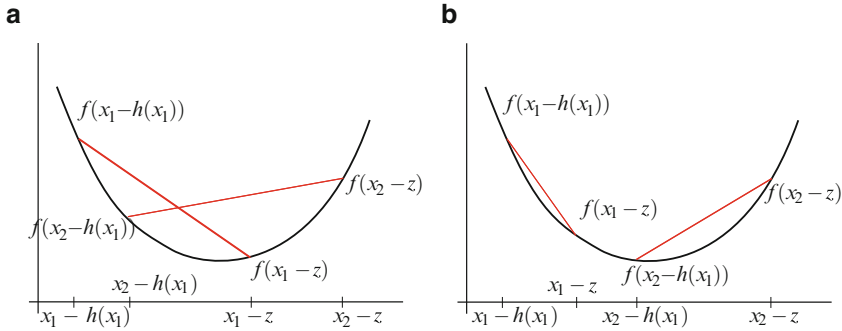 a
f(x₁−h(x₁))
f(x₂−z)
f(x₂−h(x₁))
f(x₁−z)
x₂−h(x₁)
x₁−h(x₁)
x₁−z
x₂−z
b
f(x₁−h(x₁))
f(x₂−z)
f(x₁−z)
f(x₂−h(x₁))
x₁−z
x₁−h(x₁)
x₂−h(x₁)
x₂−z